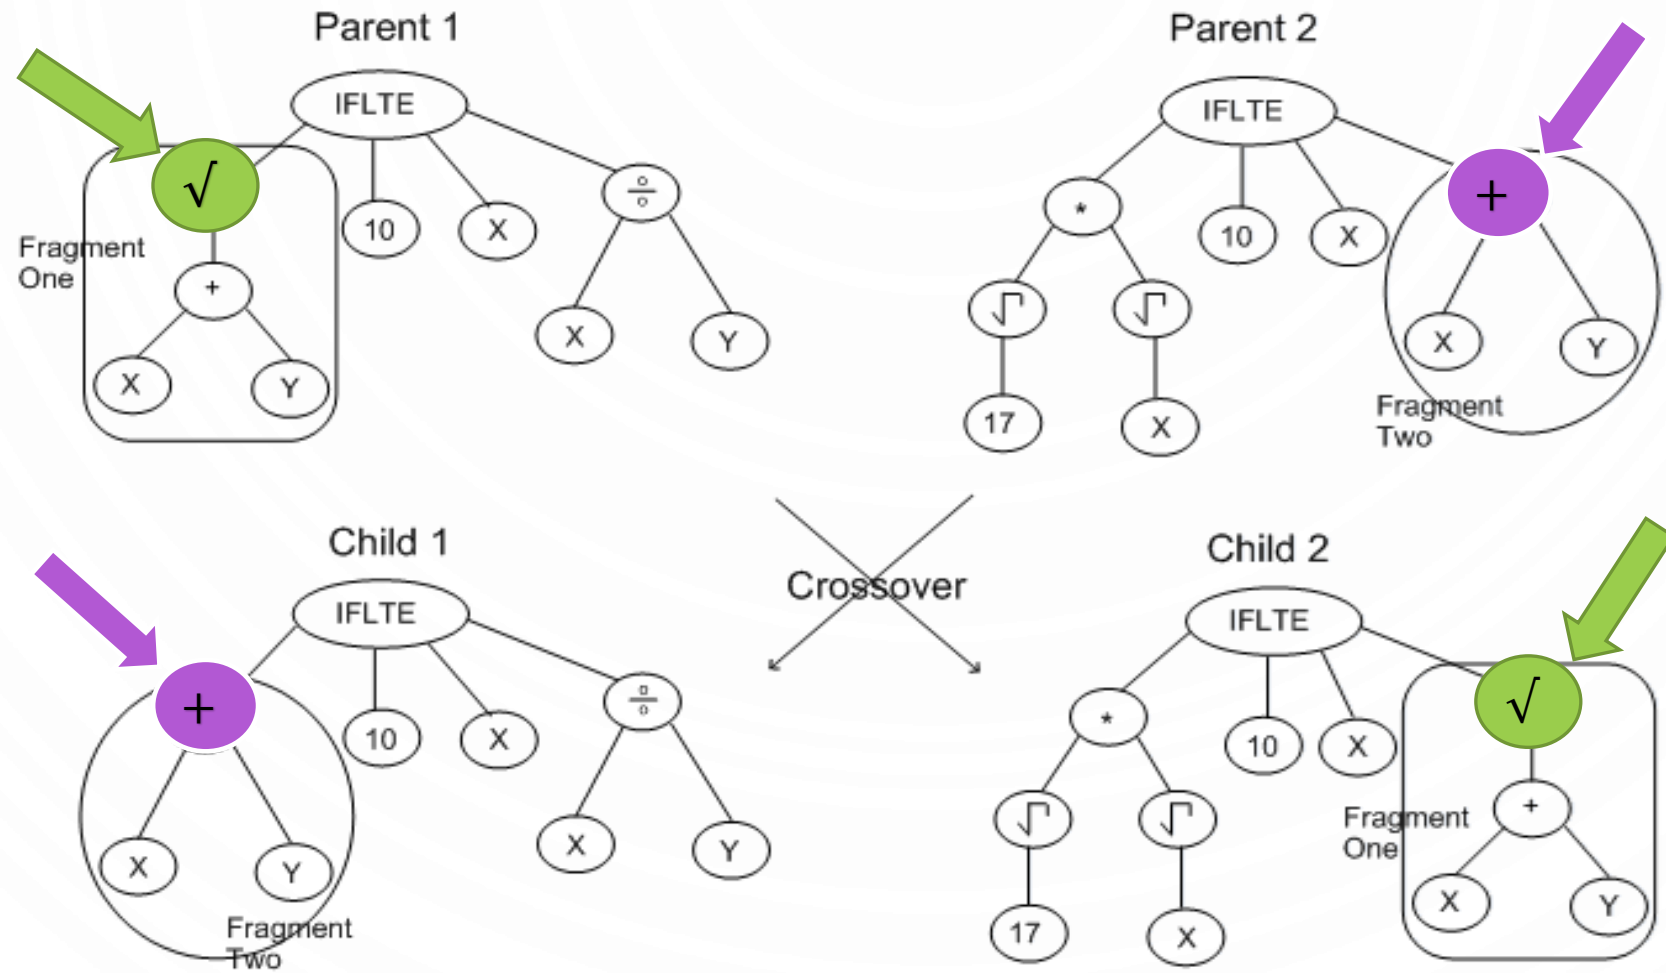 Parent 1
Parent 2
IFLTE
√
10
X
÷
Fragment
One
+
X
Y
X
Y
IFLTE
*
10
X
+
√
√
X
Y
17
X
Fragment
Two
Crossover
Child 1
Child 2
IFLTE
+
10
X
÷
X
Y
X
Y
Fragment
Two
IFLTE
*
10
X
√
√
√
Fragment
One
+
17
X
X
Y